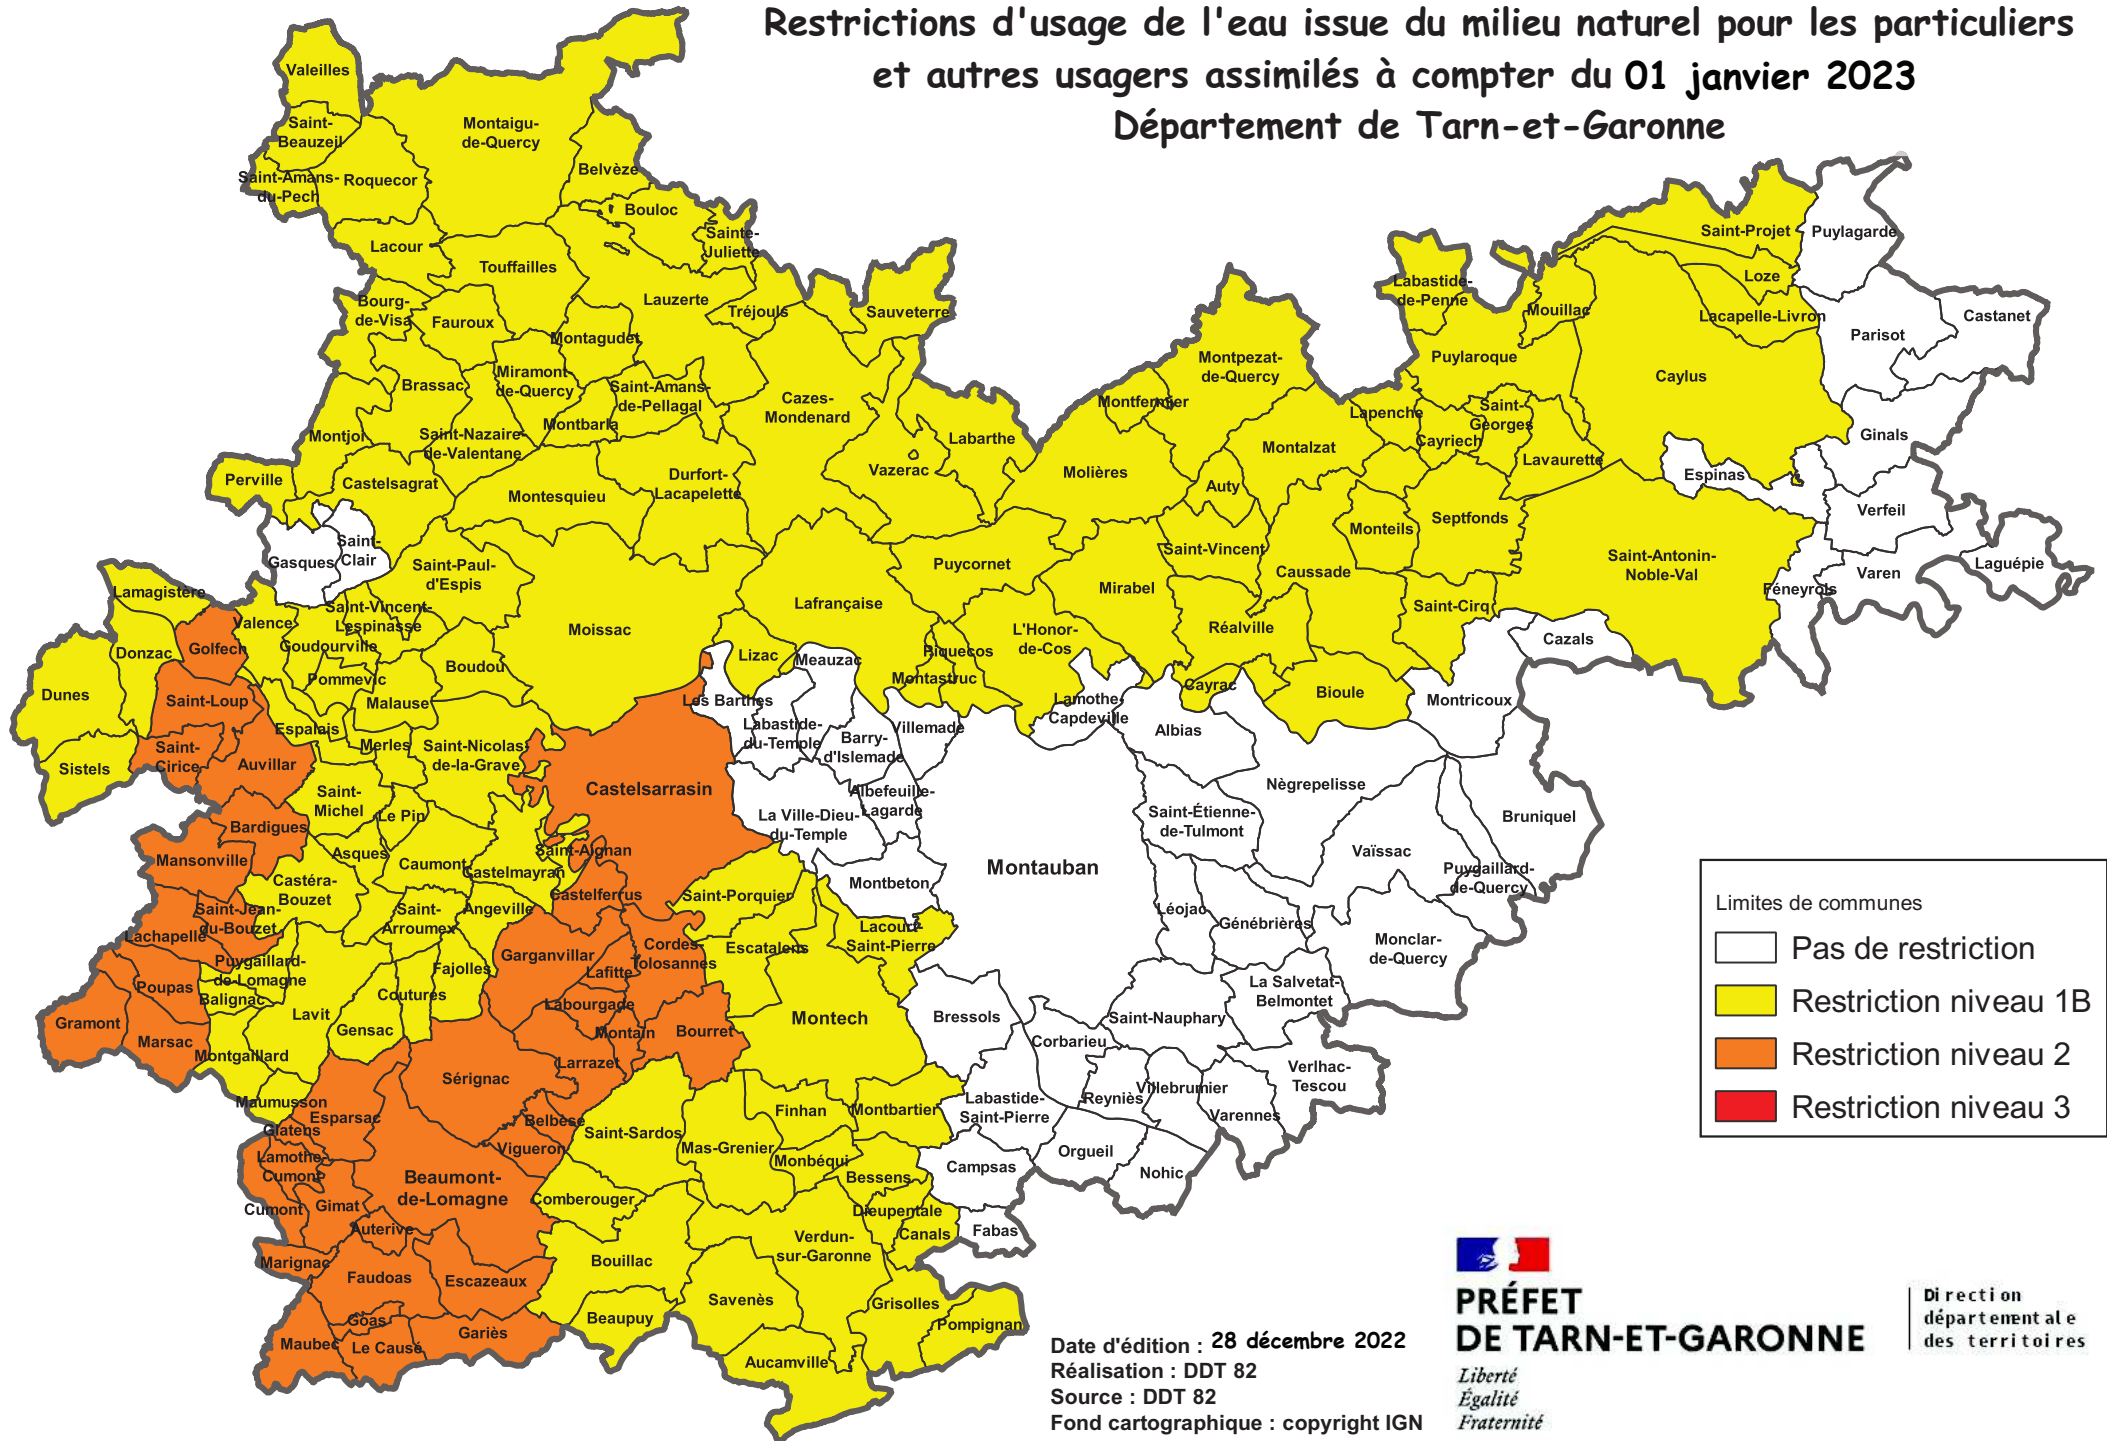 Restrictions d'usage de l'eau issue du milieu naturel pour les particuliers
et autres usagers assimilés à compter du 01 janvier 2023
Département de Tarn-et-Garonne
Valeilles
Saint-
Beauzeil
Saint-Amans-
du-Pech
Roquecor
Montaigu-
de-Quercy
Belvèze
Bouloc
Sainte-
Juliette
Lacour
Touffailles
Lauzerte
Tréjouls
Sauveterre
Bourg-
de-Visa
Fauroux
Montagudet
Miramont-
de-Quercy
Brassac
Saint-Amans-
de-Pellagal
Montbarla
Cazes-
Mondenard
Montjoi
Saint-Nazaire-
de-Valentane
Perville
Castelsagrat
Montesquieu
Durfort-
Lacapelette
Vazerac
Labarthe
Molières
Montfermier
Montpezat-
de-Quercy
Labastide-
de-Penne
Mouillac
Saint-Projet
Puylagarde
Loze
Lacapelle-Livron
Parisot
Castanet
Puylaroque
Caylus
Lapenche
Saint-
Georges
Cayriech
Montalzat
Lavaurette
Espinas
Ginals
Verfeil
Auty
Monteils
Septfonds
Saint-Antonin-
Noble-Val
Féneyrols
Varen
Laguépie
Gasques
Saint-
Clair
Saint-Paul-
d'Espis
Saint-Vincent
Caussade
Puycornet
Mirabel
Saint-Cirq
Cazals
Lamagistère
Golfech
Valence
Saint-Vincent-
Lespinasse
Goudourville
Pommevic
Boudou
Moissac
Lafrançaise
Réalville
L'Honor-
de-Cos
Piquecos
Montastruc
Lizac
Meauzac
Donzac
Dunes
Sistels
Saint-Loup
Malause
Espalais
Merles
Saint-Nicolas-
de-la-Grave
Saint-
Cirice
Auvillar
Les Barthes
Labastide-
du-Temple
Barry-
d'Islemade
Villemade
Lamothe-
Capdeville
Cayrac
Bioule
Montricoux
Albias
Nègrepelisse
Castelsarrasin
Albefeuille-
Lagarde
La Ville-Dieu-
du-Temple
Saint-
Michel
Le Pin
Bardigues
Asques
Caumont
Saint-Aignan
Castelmayran
Mansonville
Castéra-
Bouzet
Montauban
Saint-Étienne-
de-Tulmont
Vaïssac
Bruniquel
Puygaillard-
de-Quercy
Montbeton
Saint-Porquier
Castelferrus
Angeville
Saint-
Arroumex
Saint-Jean-
du-Bouzet
Lachapelle
Lacourt-
Saint-Pierre
Escatalens
Léojac
Génébrières
Monclar-
de-Quercy
La Salvetat-
Belmontet
Cordes-
Tolosannes
Garganvillar
Lafitte
Fajolles
Puygaillard-
de-Lomagne
Poupas
Balignac
Coutures
Labourgade
Lavit
Gramont
Marsac
Gensac
Montain
Bourret
Montech
Bressols
Saint-Nauphary
Corbarieu
Montgaillard
Larrazet
Sérignac
Verlhac-
Tescou
Villebrumier
Reyniès
Varennes
Labastide-
Saint-Pierre
Maumusson
Esparsac
Belbèse
Finhan
Montbartier
Glatens
Saint-Sardos
Mas-Grenier
Vigueron
Monbéqui
Orgueil
Nohic
Campsas
Lamothe-
Cumont
Beaumont-
de-Lomagne
Bessens
Comberouger
Gimat
Cumont
Dieupentale
Auterive
Canals
Fabas
Verdun-
sur-Garonne
Bouillac
Marignac
Faudoas
Escazeaux
Savenès
Grisolles
Beaupuy
Goas
Gariès
Pompignan
Maubec
Le Causé
Aucamville
Limites de communes
Pas de restriction
Restriction niveau 1B
Restriction niveau 2
Restriction niveau 3
Date d'édition : 28 décembre 2022
Réalisation : DDT 82
Source : DDT 82
Fond cartographique : copyright IGN
PRÉFET
DE TARN-ET-GARONNE
Liberté
Égalité
Fraternité
Direction
départementale
des territoires